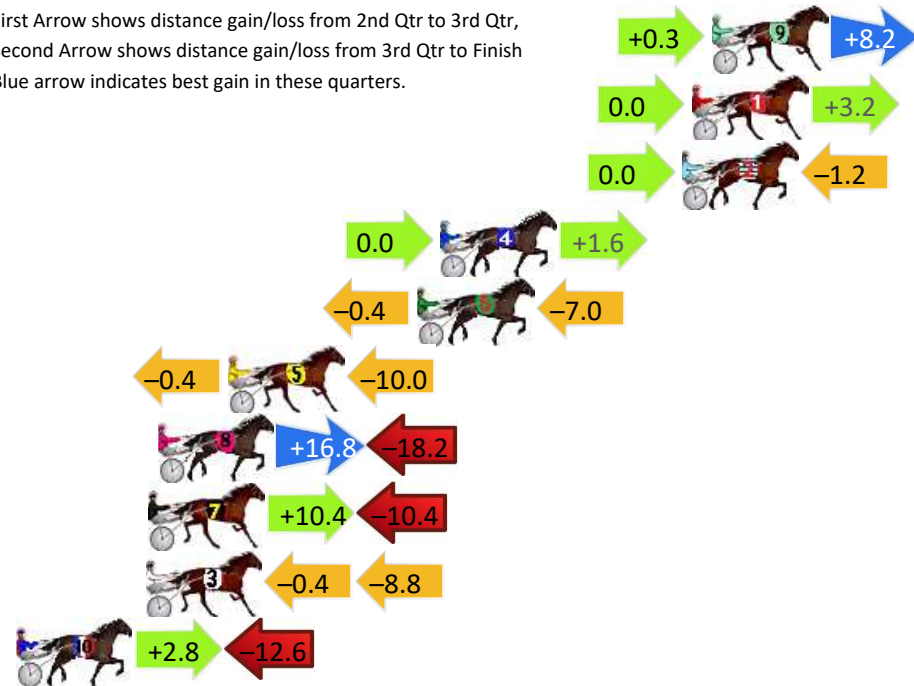 irst Arrow shows distance gain/loss from 2nd Qtr to 3rd Qtr,
econd Arrow shows distance gain/loss from 3rd Qtr to Finish
lue arrow indicates best gain in these quarters.
+0.3 9 +8.2
0.0 1 +3.2
0.0 2 –1.2
0.0 4 +1.6
–0.4 6 –7.0
–0.4 5 –10.0
8 +16.8 –18.2
7 +10.4 –10.4
3 –0.4 –8.8
10 +2.8 –12.6